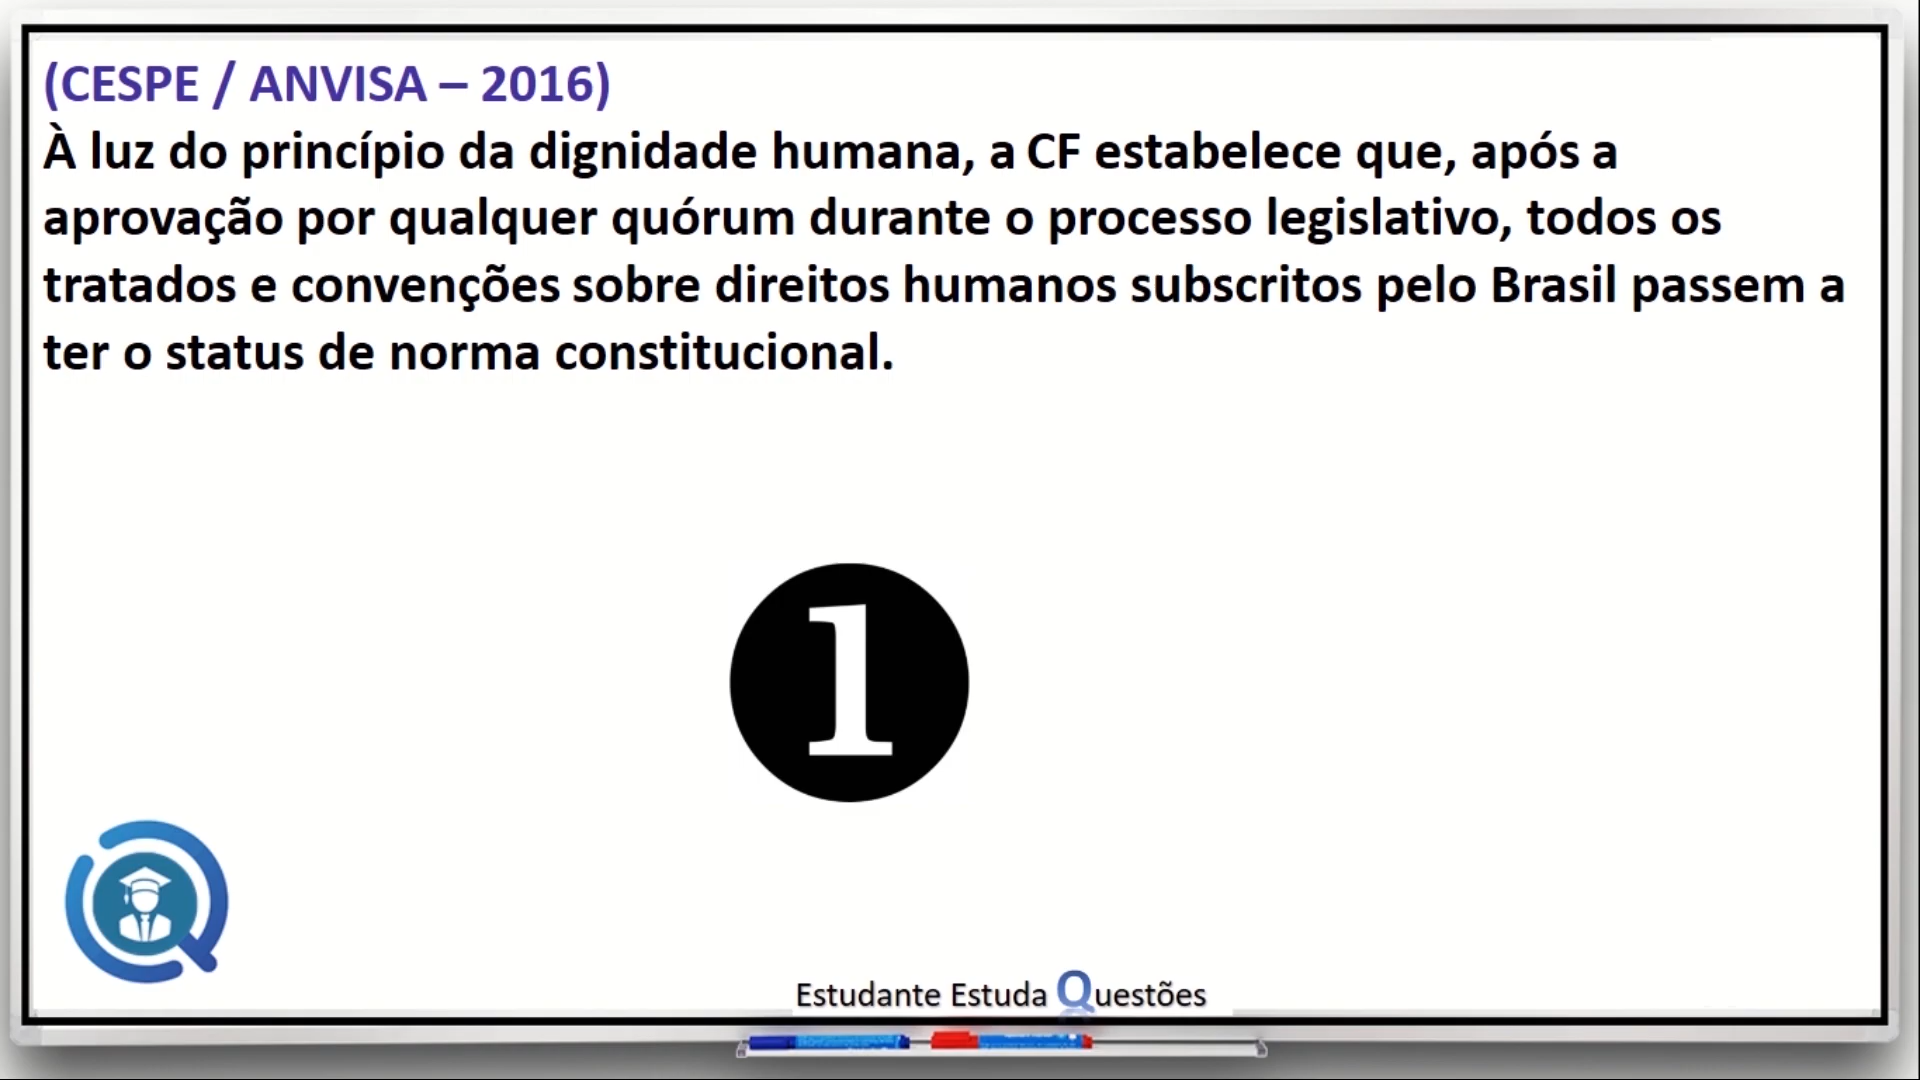 (CESPE / ANVISA – 2016)
À luz do princípio da dignidade humana, a CF estabelece que, após a
aprovação por qualquer quórum durante o processo legislativo, todos os
tratados e convenções sobre direitos humanos subscritos pelo Brasil passem a
ter o status de norma constitucional.
1
Estudante Estuda Questões